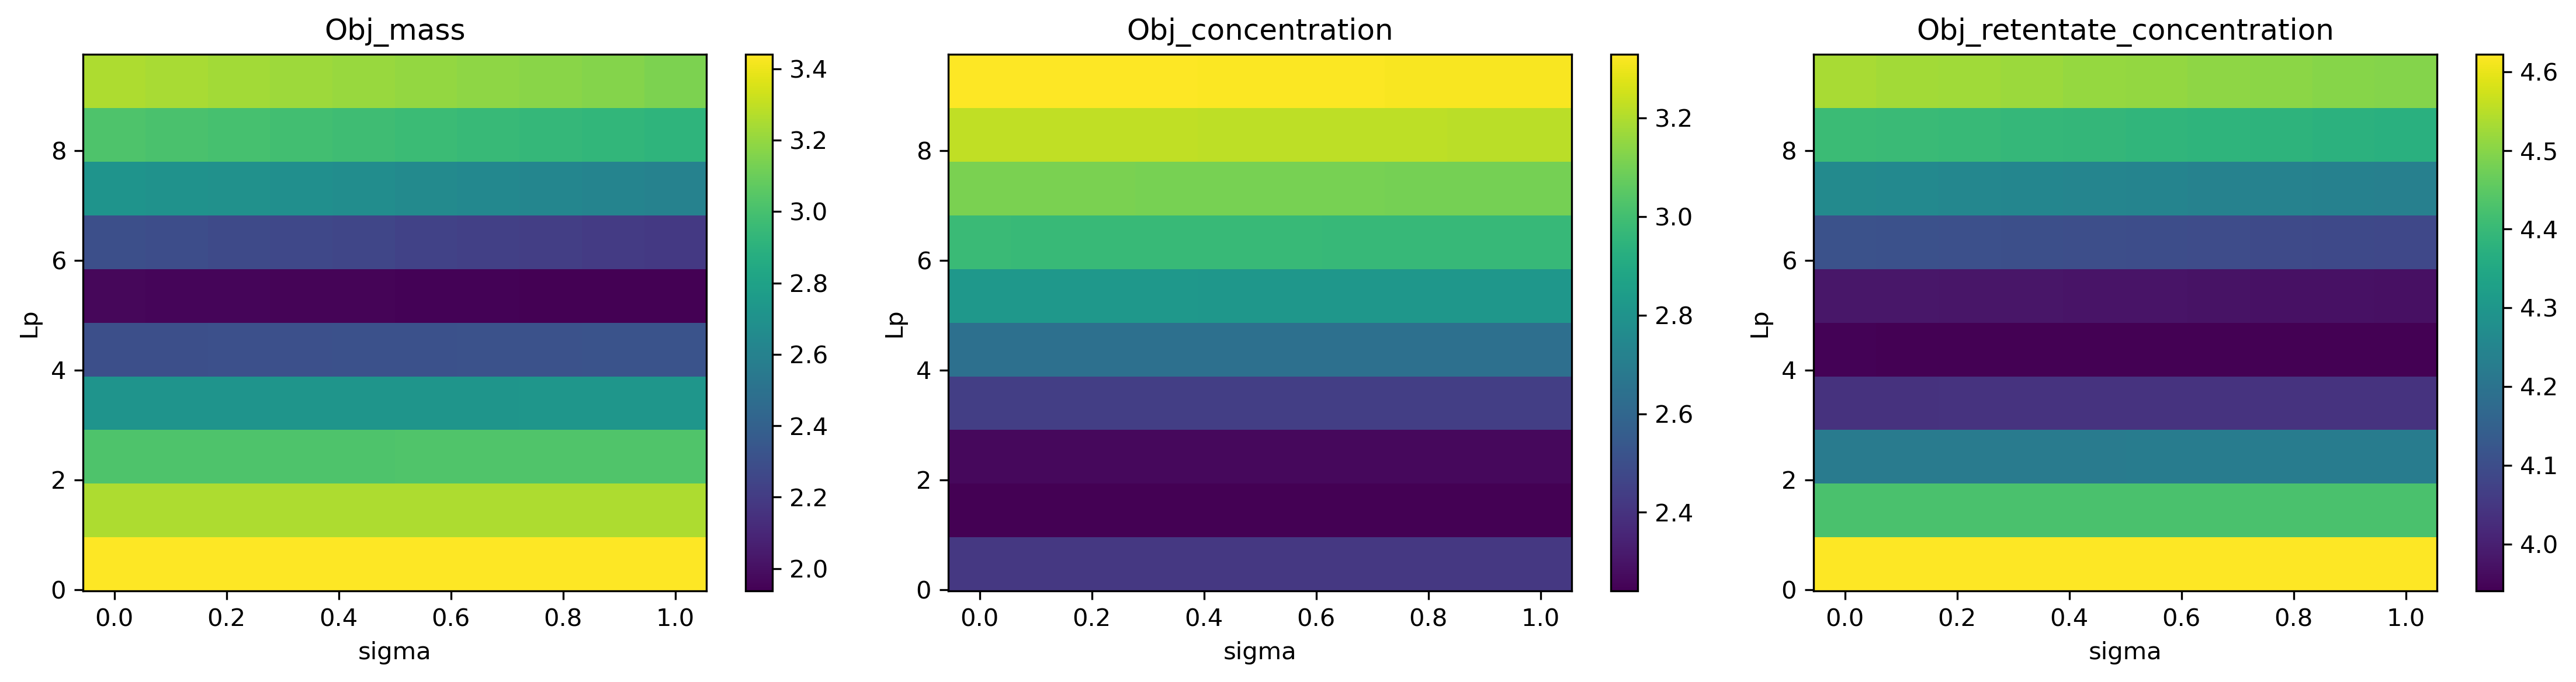 Obj_mass
8
6
4
2
0
Lp
0.0 0.2 0.4 0.6 0.8 1.0
sigma
3.4
3.2
3.0
2.8
2.6
2.4
2.2
2.0
Obj_concentration
8
6
4
2
0
Lp
0.0 0.2 0.4 0.6 0.8 1.0
sigma
3.2
3.0
2.8
2.6
2.4
Obj_retentate_concentration
8
6
4
2
0
Lp
0.0 0.2 0.4 0.6 0.8 1.0
sigma
4.6
4.5
4.4
4.3
4.2
4.1
4.0